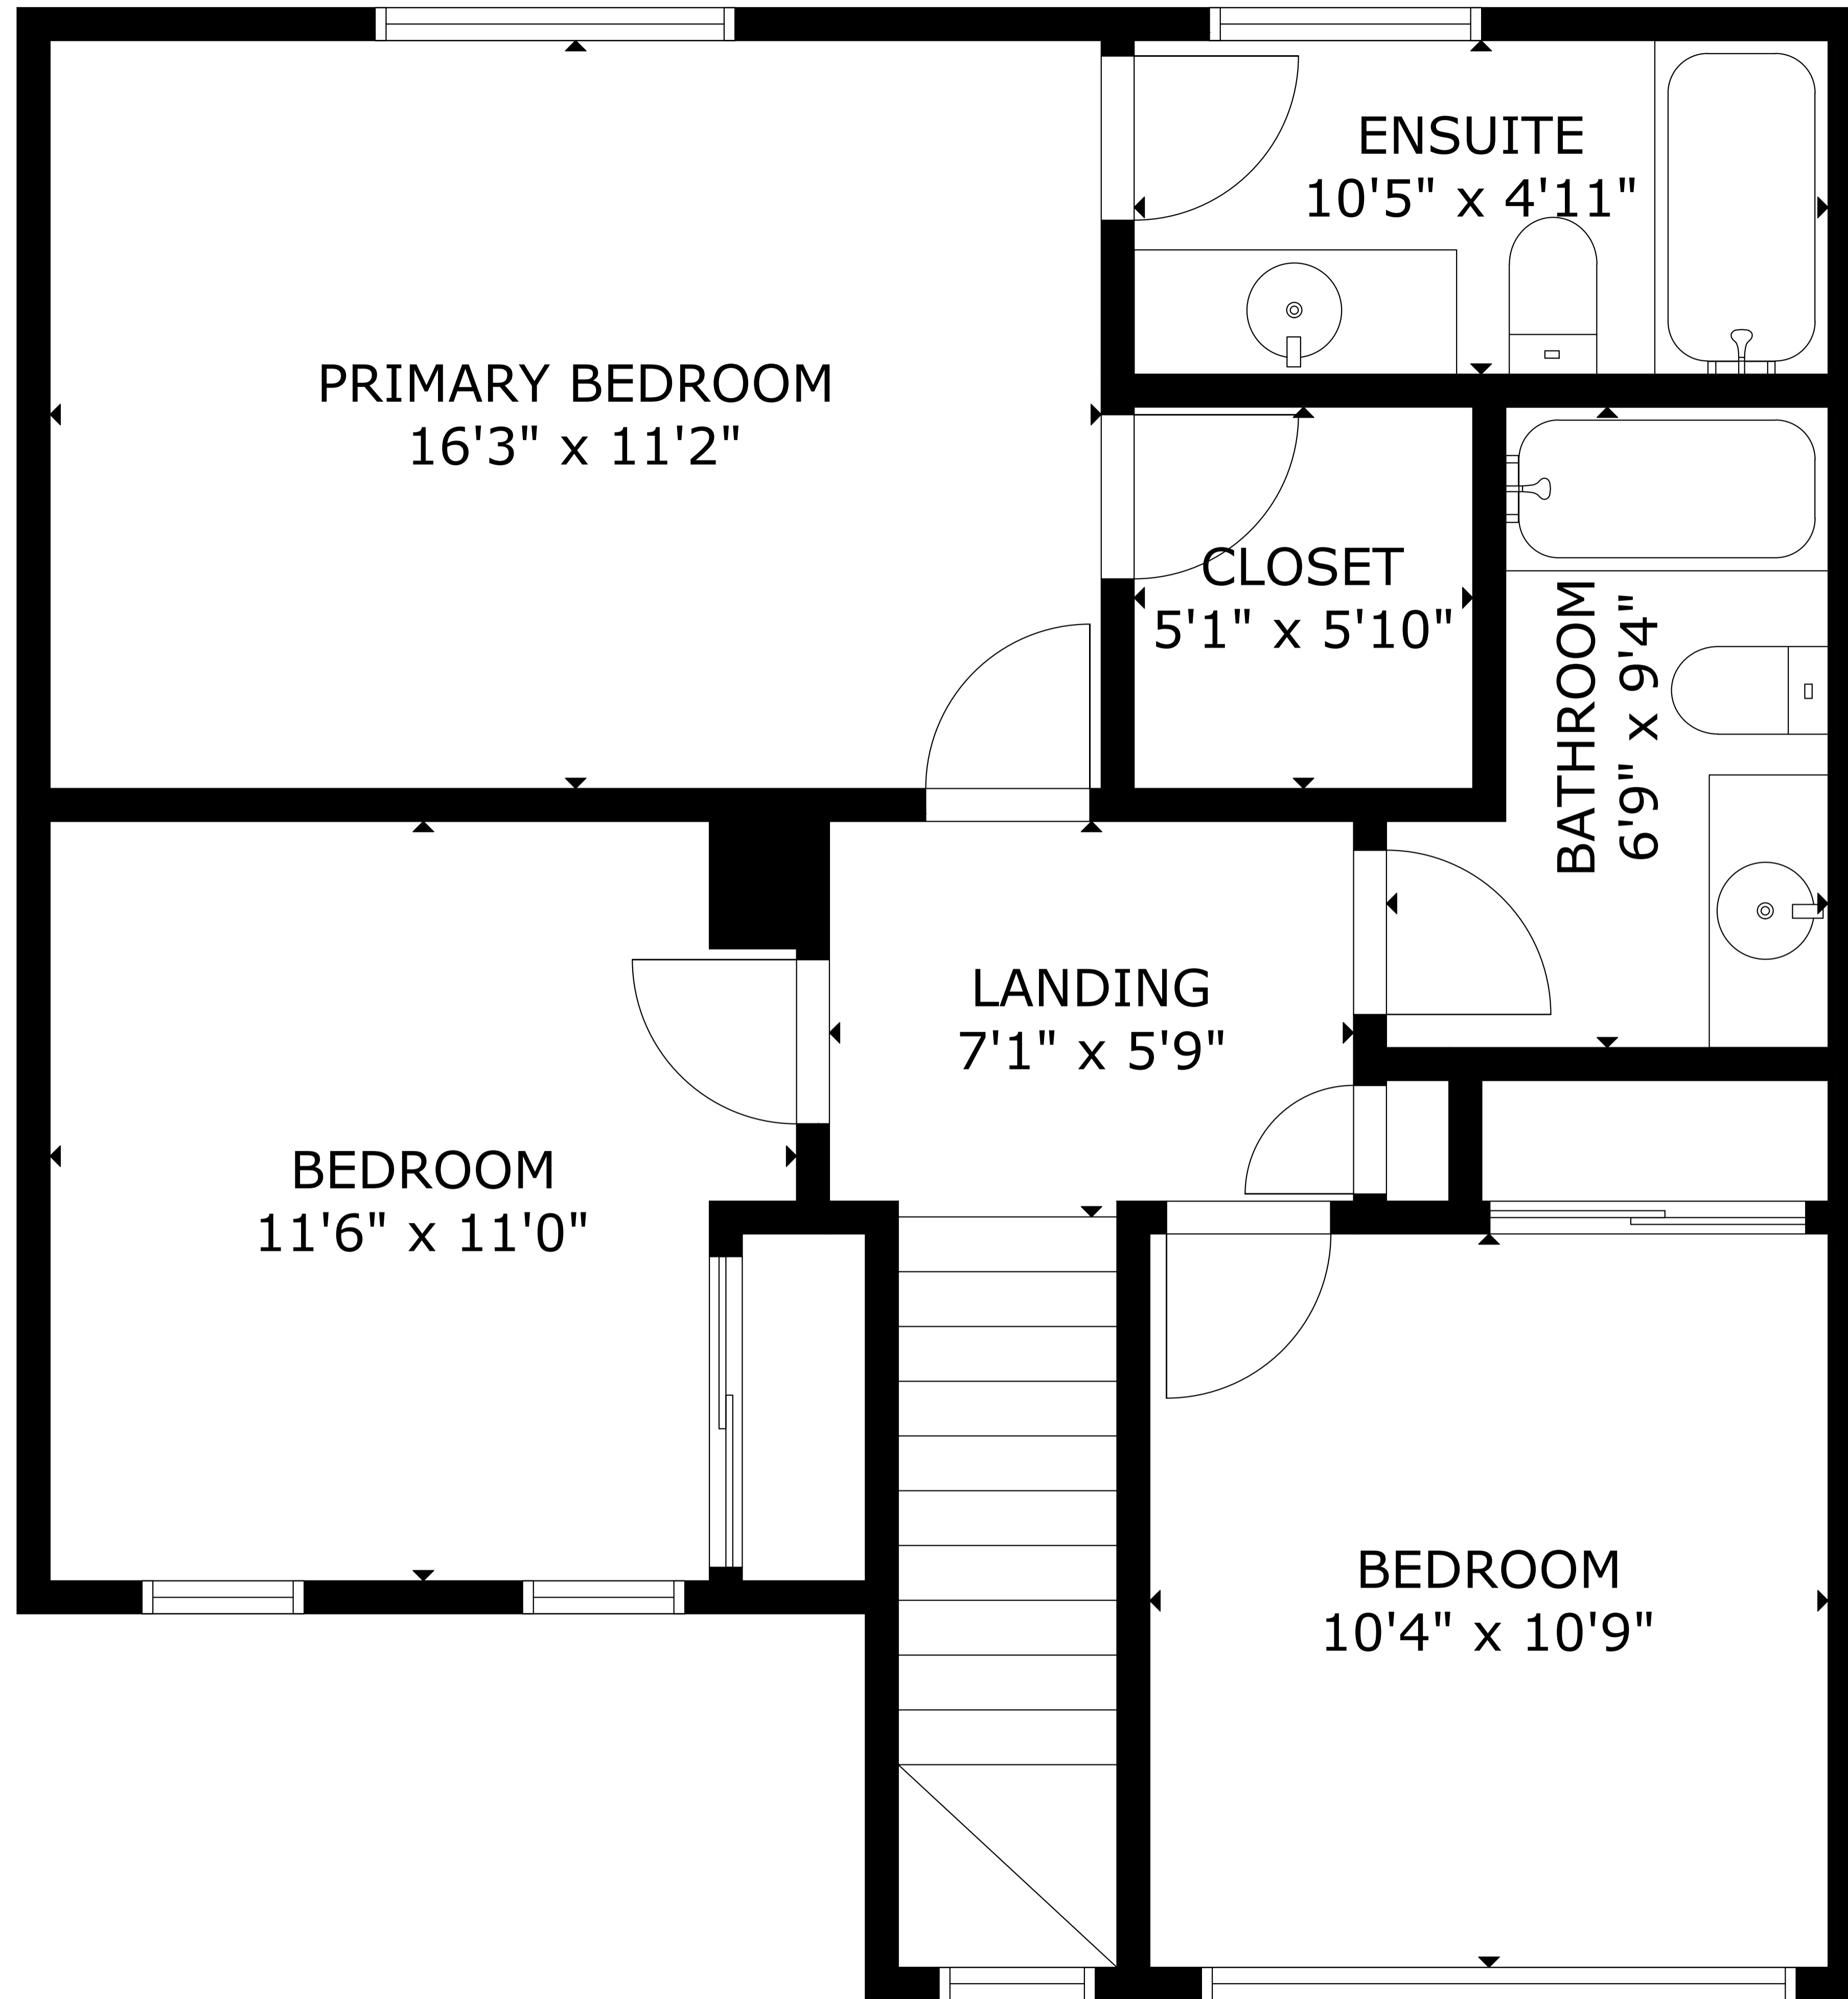 ENSUITE
10'5" x 4'11"
PRIMARY BEDROOM
16'3" x 11'2"
CLOSET
5'1" x 5'10"
BATHROOM
6'9" x 9'4"
LANDING
7'1" x 5'9"
BEDROOM
11'6" x 11'0"
BEDROOM
10'4" x 10'9"